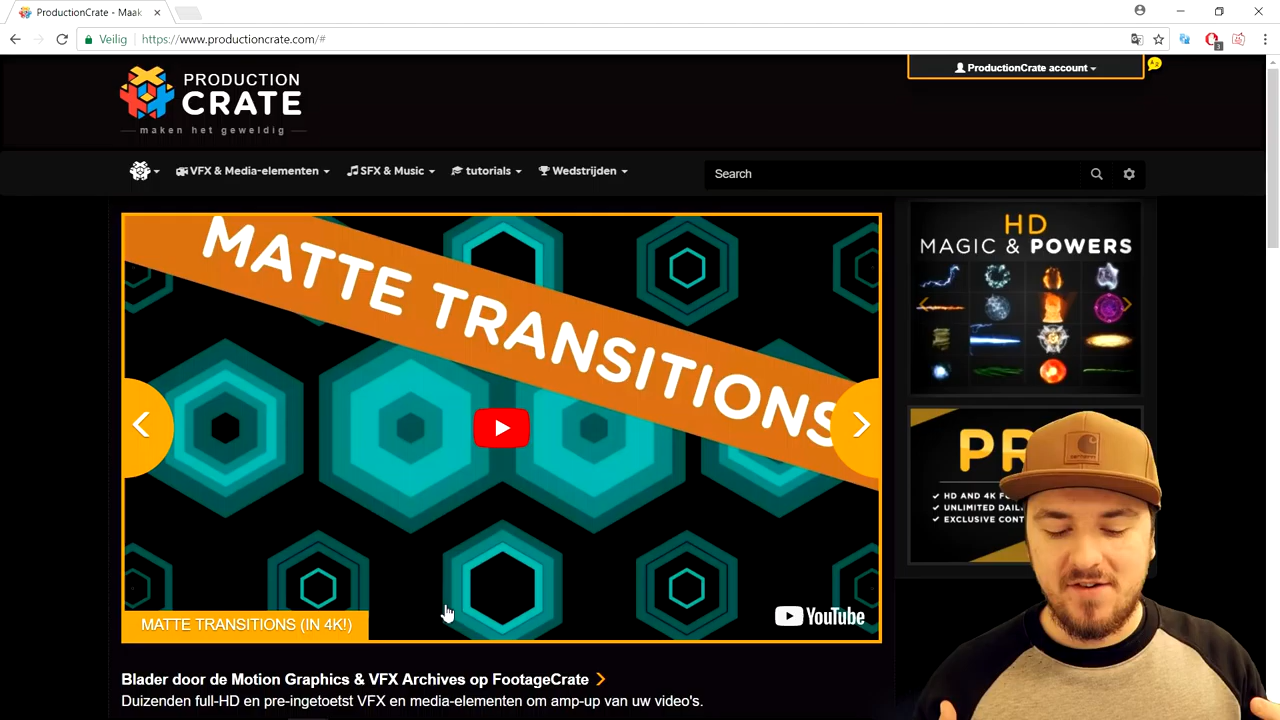 ProductionCrate - Maak
Veilig
https://www.productioncrate.com/#
3
PRODUCTION
CRATE
maken het geweldig
ProductionCrate account
VFX & Media-elementen
SFX & Music
tutorials
Wedstrijden
Search
MATTE TRANSITIONS
YouTube
MATTE TRANSITIONS (IN 4K!)
HD
MAGIC & POWERS
HD AND 4K
UNLIMITED
EXCLUSIVE
carhartt
Blader door de Motion Graphics & VFX Archives op FootageCrate
Duizenden full-HD en pre-ingetoetst VFX en media-elementen om amp-up van uw video's.